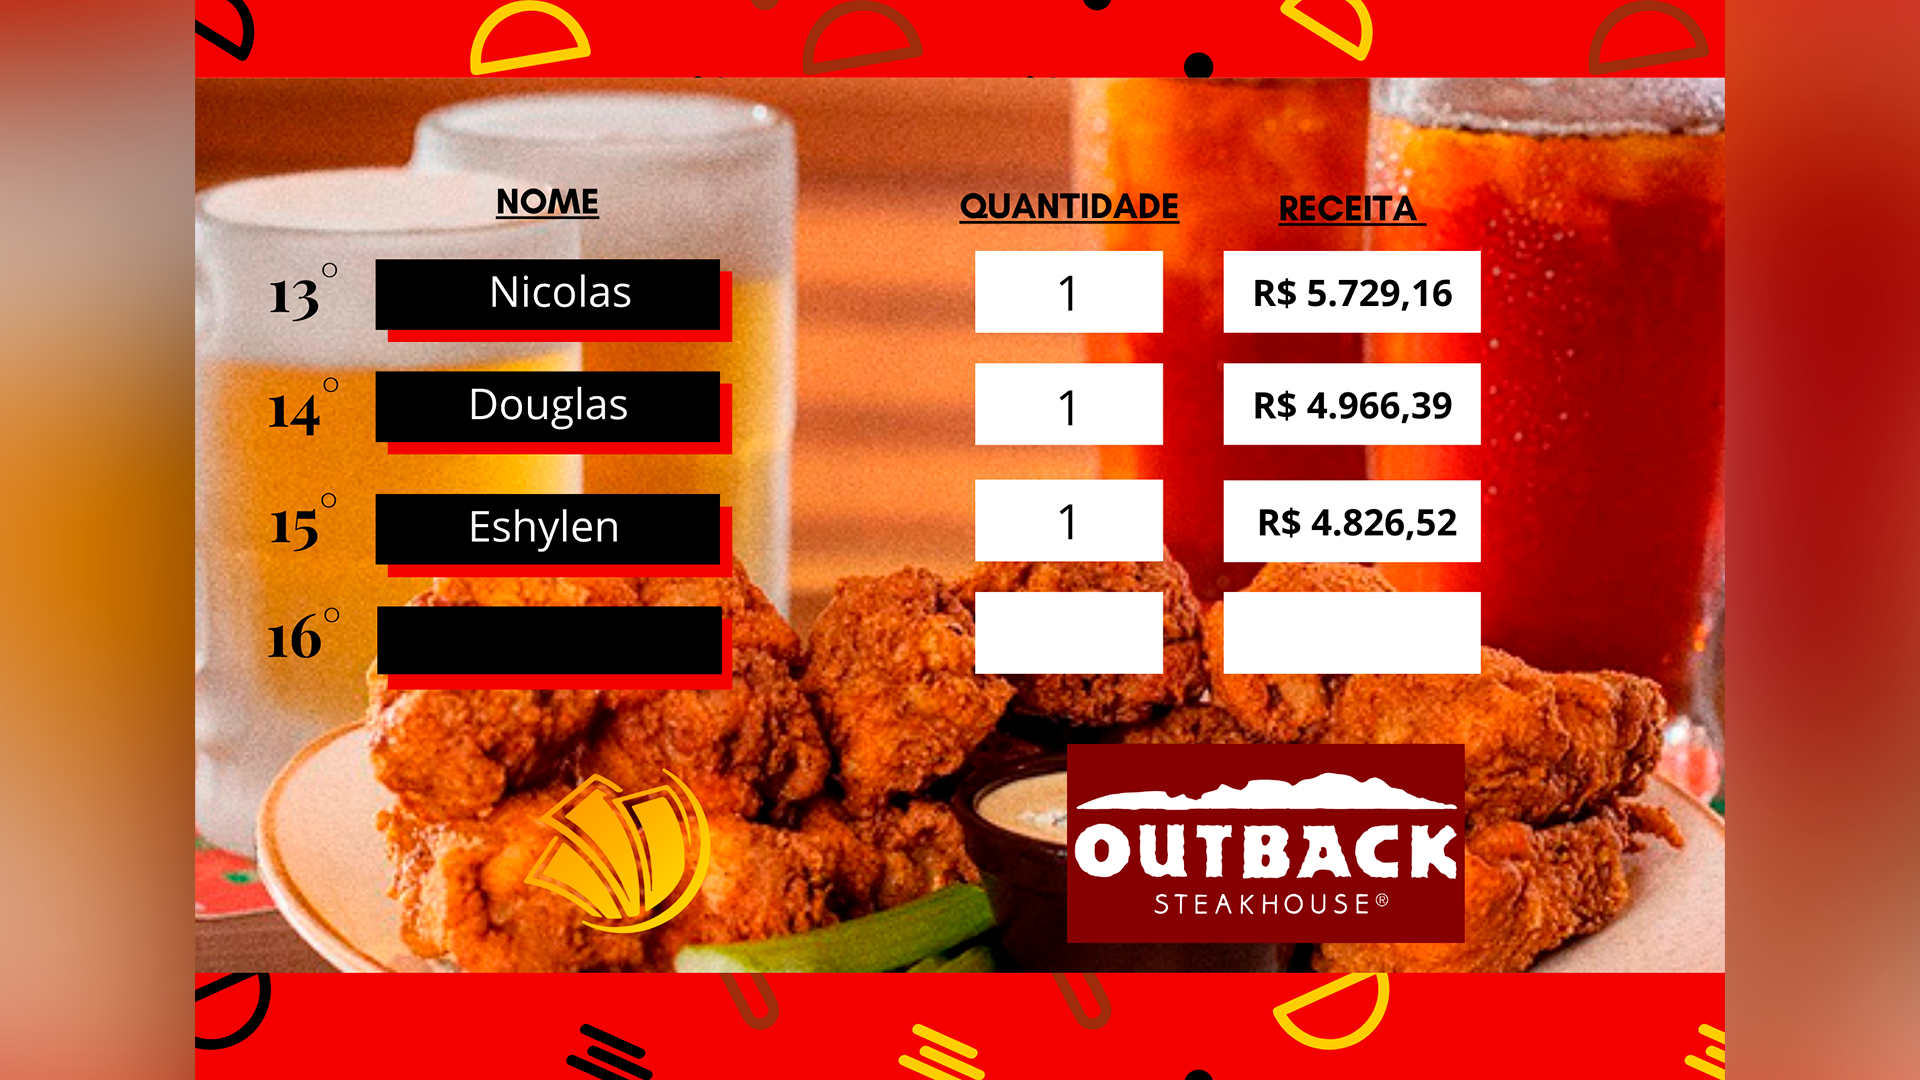 NOME QUANTIDADE RECEITA
13° Nicolas 1 R$ 5.729,16
14° Douglas 1 R$ 4.966,39
15° Eshylen 1 R$ 4.826,52
16°
OUTBACK
STEAKHOUSE®